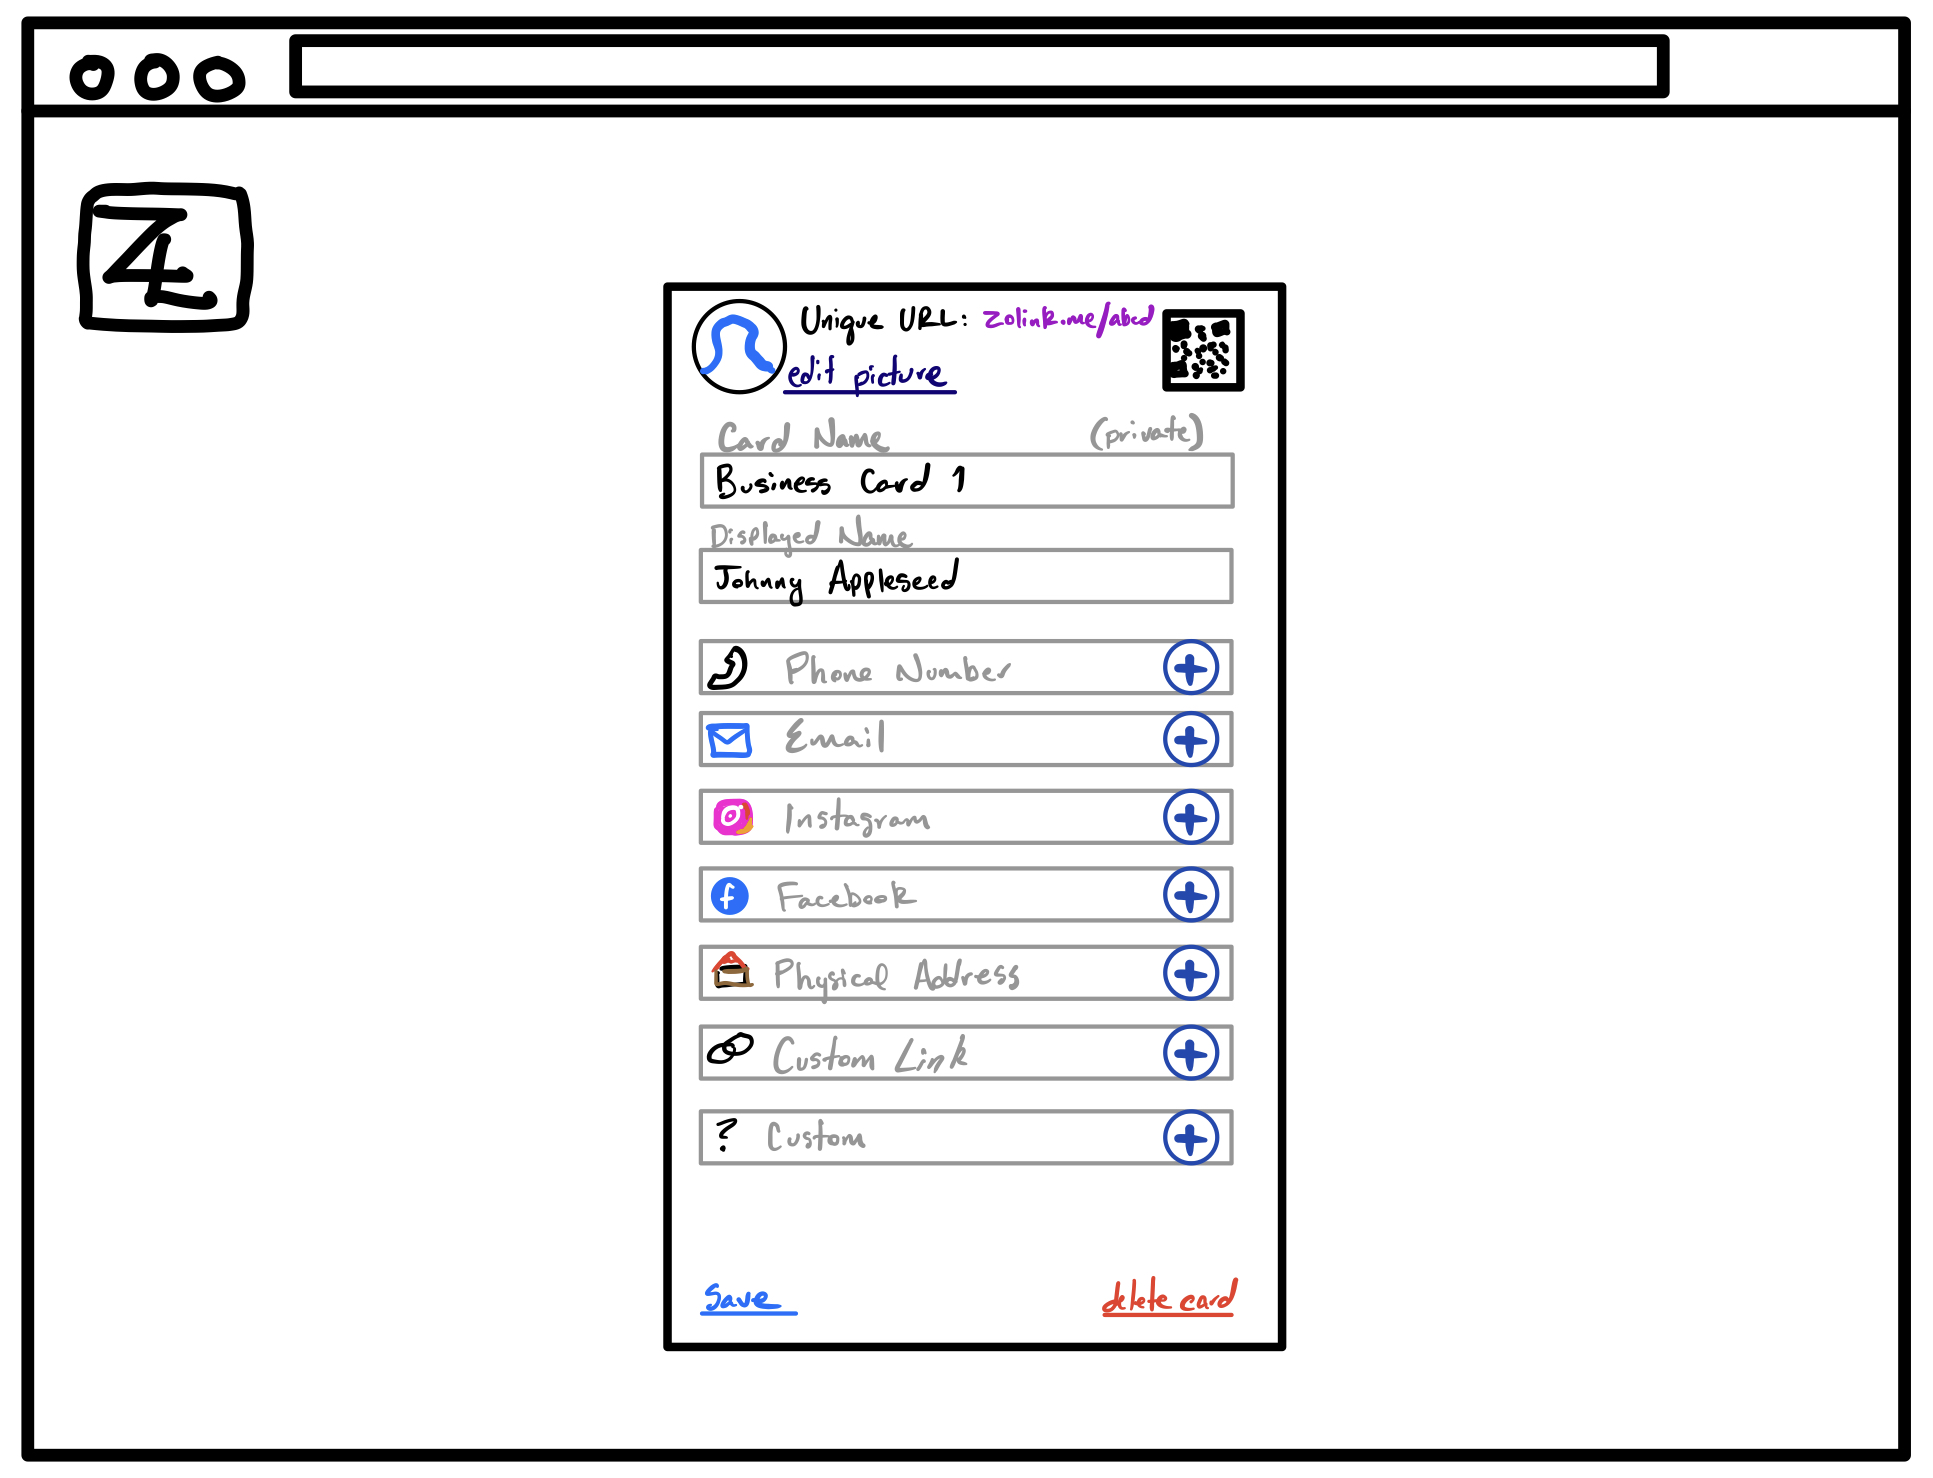 ZL
Unique URL: zolink.me/abcd
edit picture
Card Name (private)
Business Card 1
Displayed Name
Johnny Appleseed
Phone Number
Email
Instagram
f Facebook
Physical Address
Custom Link
? Custom
Save delete card